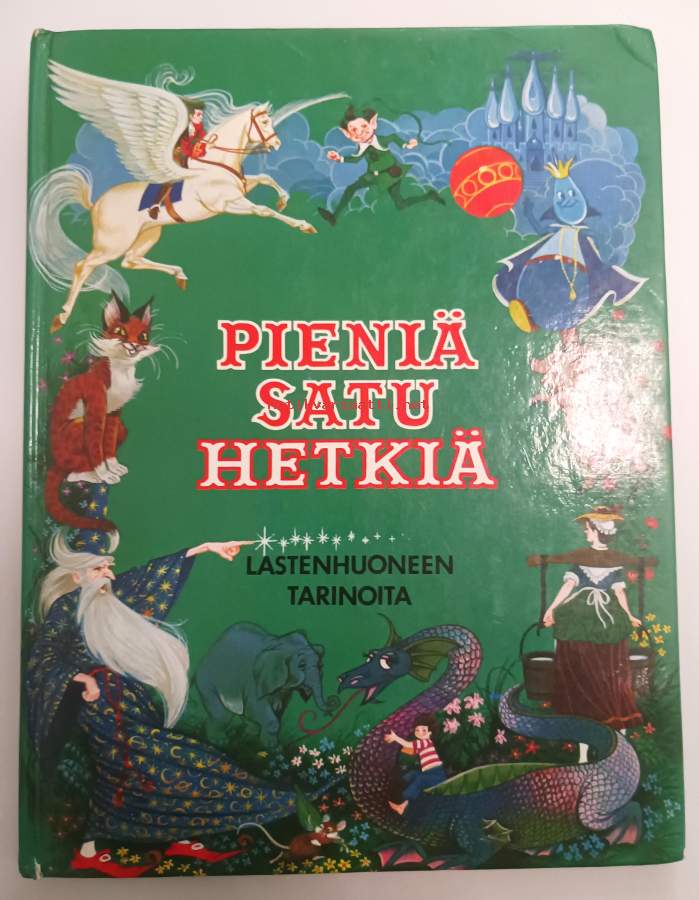 PIENIÄ
SATU
HETKIÄ
LASTENHUONEEN
TARINOITA